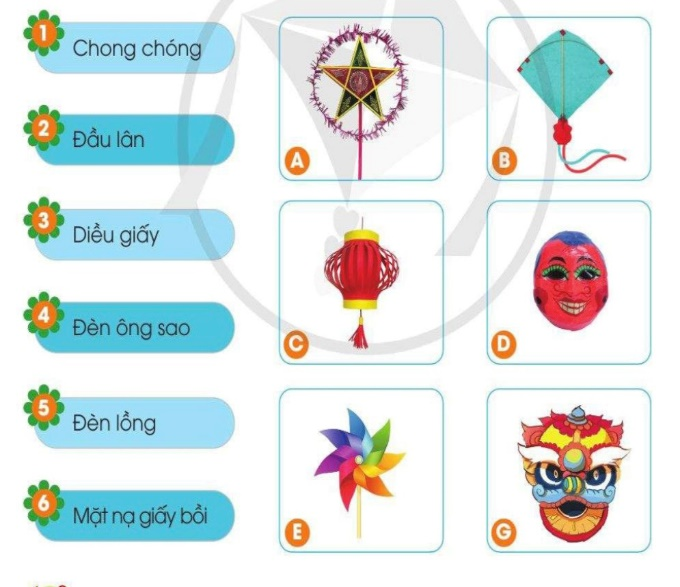 1 Chong chóng
2 Đầu lân
3 Diều giấy
4 Đèn ông sao
5 Đèn lồng
6 Mặt nạ giấy bồi
A
B
C
D
E
G